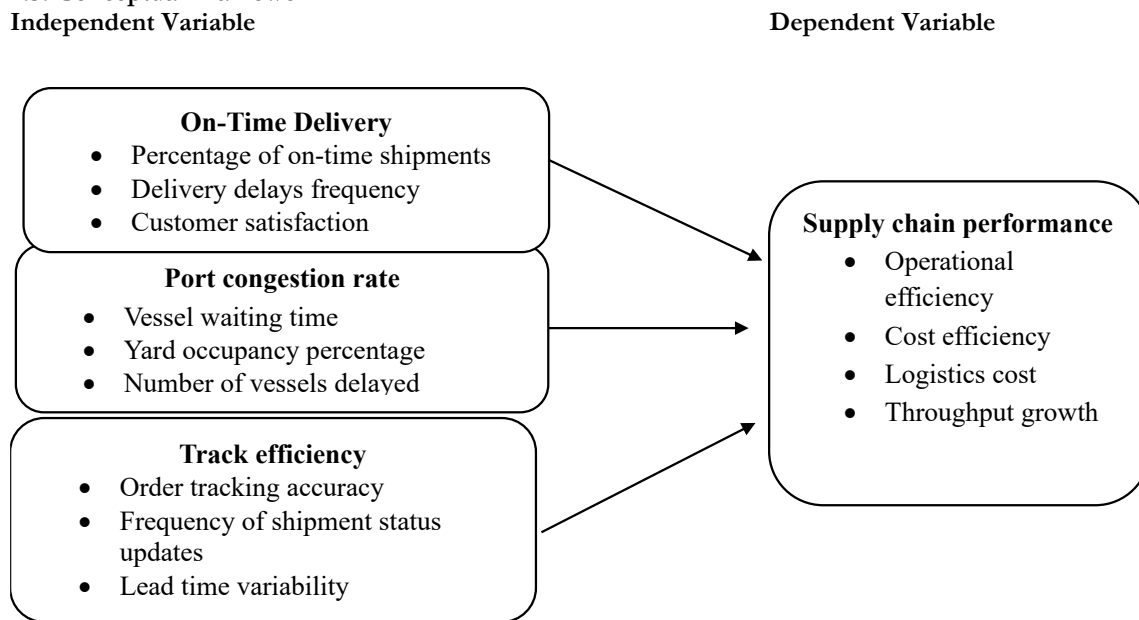 Independent Variable
Dependent Variable
On-Time Delivery
• Percentage of on-time shipments
• Delivery delays frequency
• Customer satisfaction
Port congestion rate
• Vessel waiting time
• Yard occupancy percentage
• Number of vessels delayed
Track efficiency
• Order tracking accuracy
• Frequency of shipment status
updates
• Lead time variability
Supply chain performance
• Operational
efficiency
• Cost efficiency
• Logistics cost
• Throughput growth